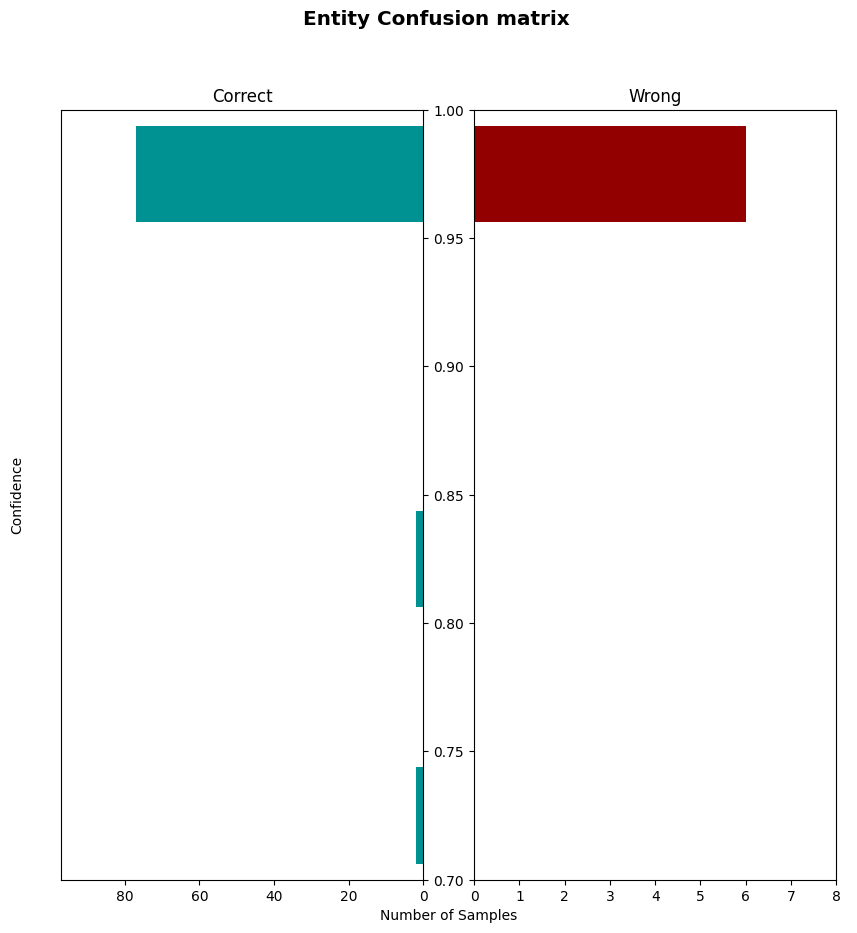 Entity Confusion matrix
Correct
Wrong
1.00
0.95
0.90
0.85
0.80
0.75
0.70
Confidence
80 60 40 20 0
0 1 2 3 4 5 6 7 8
Number of Samples